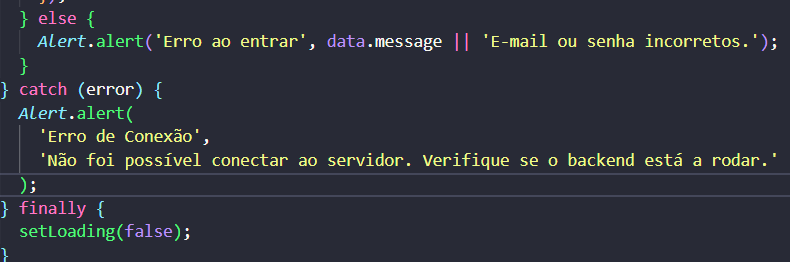 });
} else {
Alert.alert('Erro ao entrar', data.message || 'E-mail ou senha incorretos.');
}
} catch (error) {
Alert.alert(
'Erro de Conexão',
'Não foi possível conectar ao servidor. Verifique se o backend está a rodar.'
);
} finally {
setLoading(false);
}